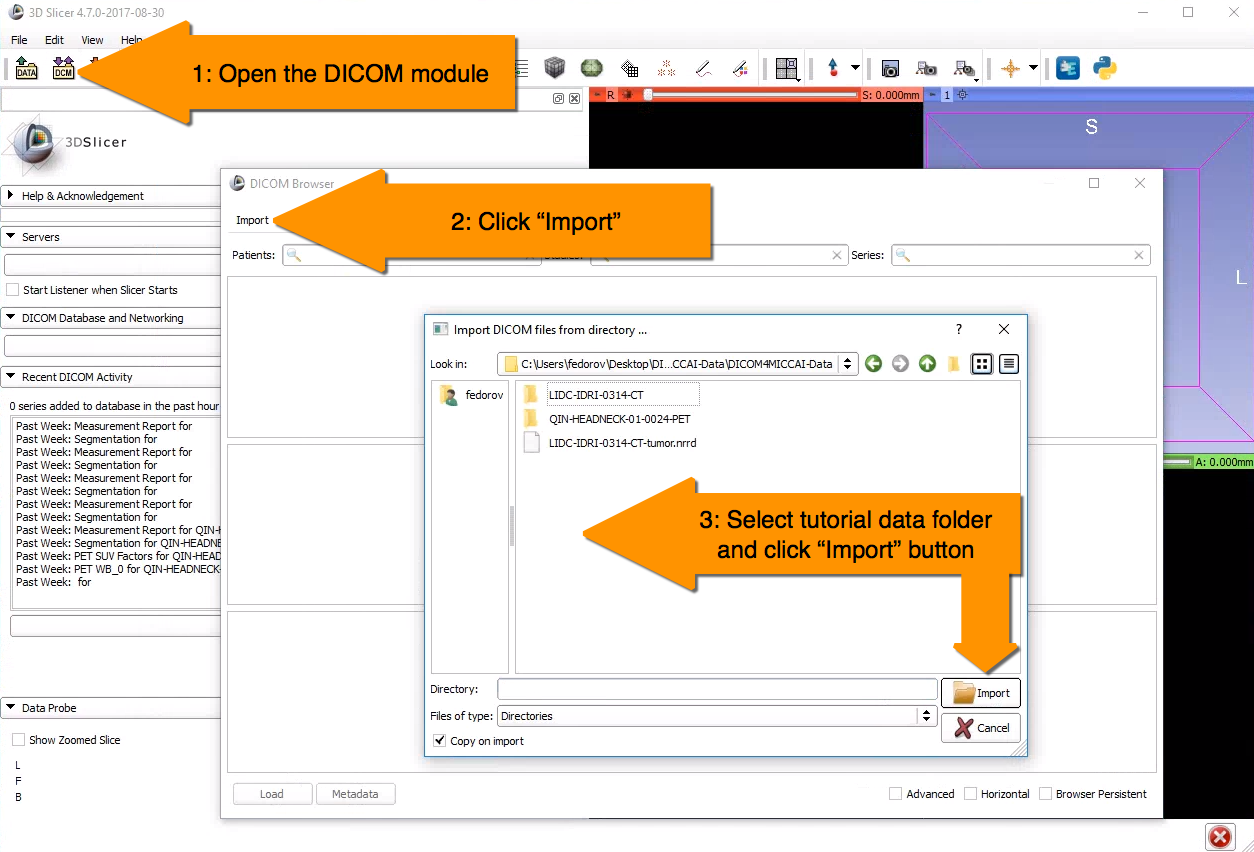 3D Slicer 4.7.0-2017-08-30
File Edit View Help
DATA DCM
1: Open the DICOM module
R S: 0.000mm 1
3DSlicer
S
Help & Acknowledgement
DICOM Browser
Import
2: Click “Import”
Servers
Patients: Studies: Series:
L
Start Listener when Slicer Starts
DICOM Database and Networking
Import DICOM files from directory ...
?
Look in: C:\Users\fedorov\Desktop\DI...CCAI-Data\DICOM4MICCAI-Data
Recent DICOM Activity
fedorov
LIDC-IDRI-0314-CT
QIN-HEADNECK-01-0024-PET
LIDC-IDRI-0314-CT-tumor.nrrd
0 series added to database in the past hour
Past Week: Measurement Report for
Past Week: Segmentation for
Past Week: Measurement Report for
Past Week: Segmentation for
Past Week: Measurement Report for
Past Week: Segmentation for
Past Week: Measurement Report for
Past Week: Segmentation for
Past Week: Measurement Report for QIN-H
Past Week: Segmentation for QIN-HEADNE
Past Week: PET SUV Factors for QIN-HEAD
Past Week: PET WB_0 for QIN-HEADNECK-
Past Week: for
A: 0.000mm
3: Select tutorial data folder
and click “Import” button
Directory:
Import
Files of type: Directories
Cancel
Copy on import
Data Probe
Show Zoomed Slice
L
F
B
Load Metadata
Advanced Horizontal Browser Persistent